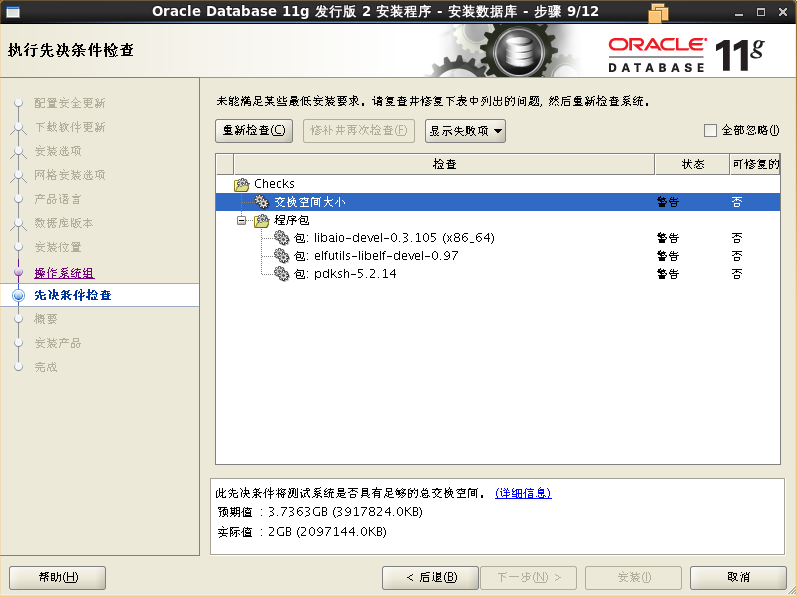 Oracle Database 11g 发行版 2 安装程序 - 安装数据库 - 步骤 9/12
执行先决条件检查
ORACLE
DATABASE 11g
配置安全更新
下载软件更新
安装选项
网格安装选项
产品语言
数据库版本
安装位置
操作系统组
先决条件检查
概要
安装产品
完成
未能满足某些最低安装要求。请复查并修复下表中列出的问题, 然后重新检查系统。
重新检查(C) 修补并再次检查(F) 显示失败项 全部忽略(I)
检查 状态 可修复的
Checks
交换空间大小 警告 否
程序包
包: libaio-devel-0.3.105 (x86_64) 警告 否
包: elfutils-libelf-devel-0.97 警告 否
包: pdksh-5.2.14 警告 否
此先决条件将测试系统是否具有足够的总交换空间。 (详细信息)
预期值 : 3.7363GB (3917824.0KB)
实际值 : 2GB (2097144.0KB)
帮助(H) < 后退(B) 下一步(N) > 安装(I) 取消